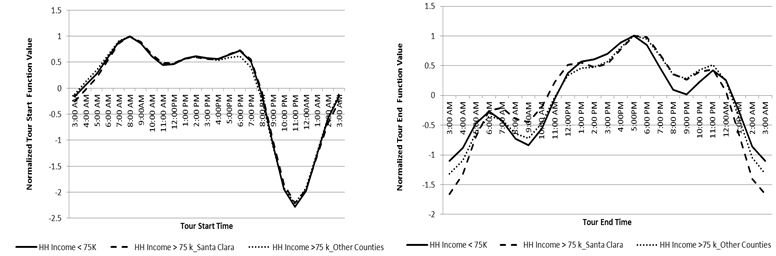 Normalized Tour Start Function Value
1.5
1
0.5
0
-0.5
-1
-1.5
-2
-2.5
3:00 AM
4:00 AM
5:00 AM
6:00 AM
7:00 AM
8:00 AM
9:00 AM
10:00 AM
11:00 AM
12:00PM
1:00 PM
2:00 PM
3:00 PM
4:00 PM
5:00PM
6:00 PM
7:00 PM
8:00 PM
9:00 PM
10:00 PM
11:00 PM
12:00 AM
1:00 AM
2:00 AM
3:00 AM
Tour Start Time
HH Income < 75K
HH Income > 75 k_Santa Clara
HH Income >75 k_Other Counties
Normalized Tour End Function Value
1.5
1
0.5
0
-0.5
-1
-1.5
-2
3:00 AM
4:00 AM
5:00 AM
6:00 AM
7:00 AM
8:00 AM
9:00 AM
10:00 AM
11:00 AM
12:00 PM
1:00 PM
2:00 PM
3:00 PM
4:00 PM
5:00 PM
6:00 PM
7:00 PM
8:00 PM
9:00 PM
10:00 PM
11:00 PM
12:00AM
1:00 AM
2:00 AM
3:00 AM
Tour End Time
HH Income < 75K
HH Income > 75 k_Santa Clara
HH Income >75 k_Other Counties